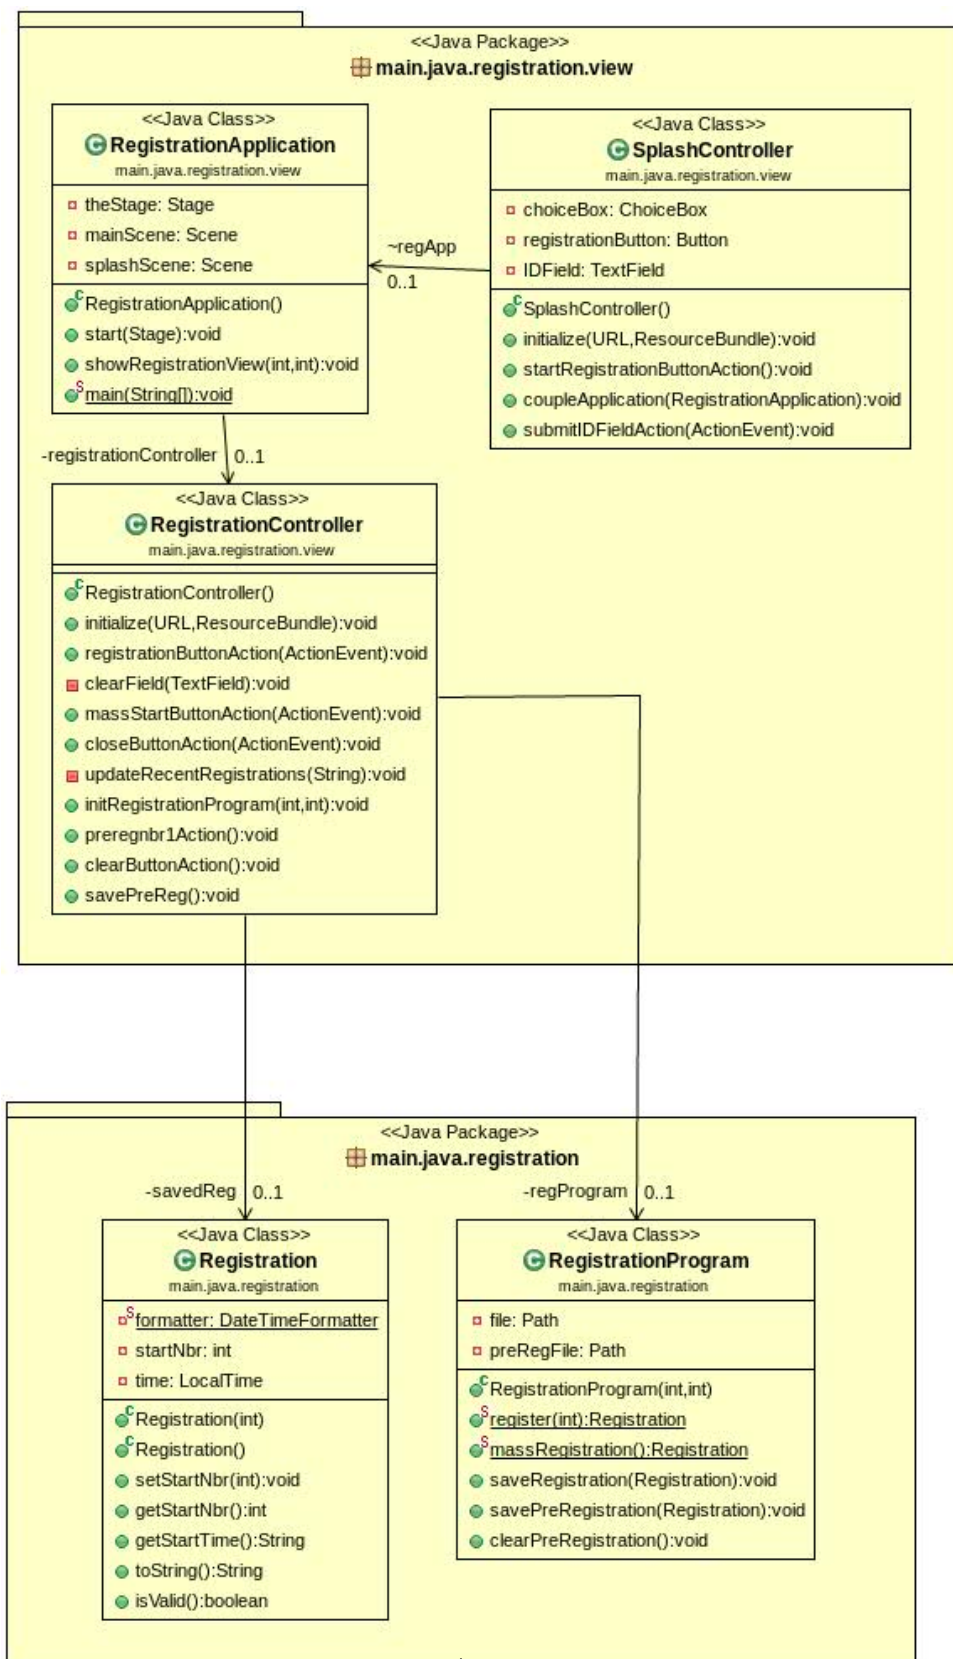 <<Java Package>>
main.java.registration.view
<<Java Class>>
RegistrationApplication
main.java.registration.view
theStage: Stage
mainScene: Scene
splashScene: Scene
RegistrationApplication()
start(Stage):void
showRegistrationView(int,int):void
main(String[]):void
<<Java Class>>
SplashController
main.java.registration.view
choiceBox: ChoiceBox
registrationButton: Button
IDField: TextField
SplashController()
initialize(URL,ResourceBundle):void
startRegistrationButtonAction():void
coupleApplication(RegistrationApplication):void
submitIDFieldAction(ActionEvent):void
~regApp
0..1
-registrationController
0..1
<<Java Class>>
RegistrationController
main.java.registration.view
RegistrationController()
initialize(URL,ResourceBundle):void
registrationButtonAction(ActionEvent):void
clearField(TextField):void
massStartButtonAction(ActionEvent):void
closeButtonAction(ActionEvent):void
updateRecentRegistrations(String):void
initRegistrationProgram(int,int):void
preregnbr1Action():void
clearButtonAction():void
savePreReg():void
<<Java Package>>
main.java.registration
-savedReg
0..1
-regProgram
0..1
<<Java Class>>
Registration
main.java.registration
formatter: DateTimeFormatter
startNbr: int
time: LocalTime
Registration(int)
Registration()
setStartNbr(int):void
getStartNbr():int
getStartTime():String
toString():String
isValid():boolean
<<Java Class>>
RegistrationProgram
main.java.registration
file: Path
preRegFile: Path
RegistrationProgram(int,int)
register(int):Registration
massRegistration():Registration
saveRegistration(Registration):void
savePreRegistration(Registration):void
clearPreRegistration():void